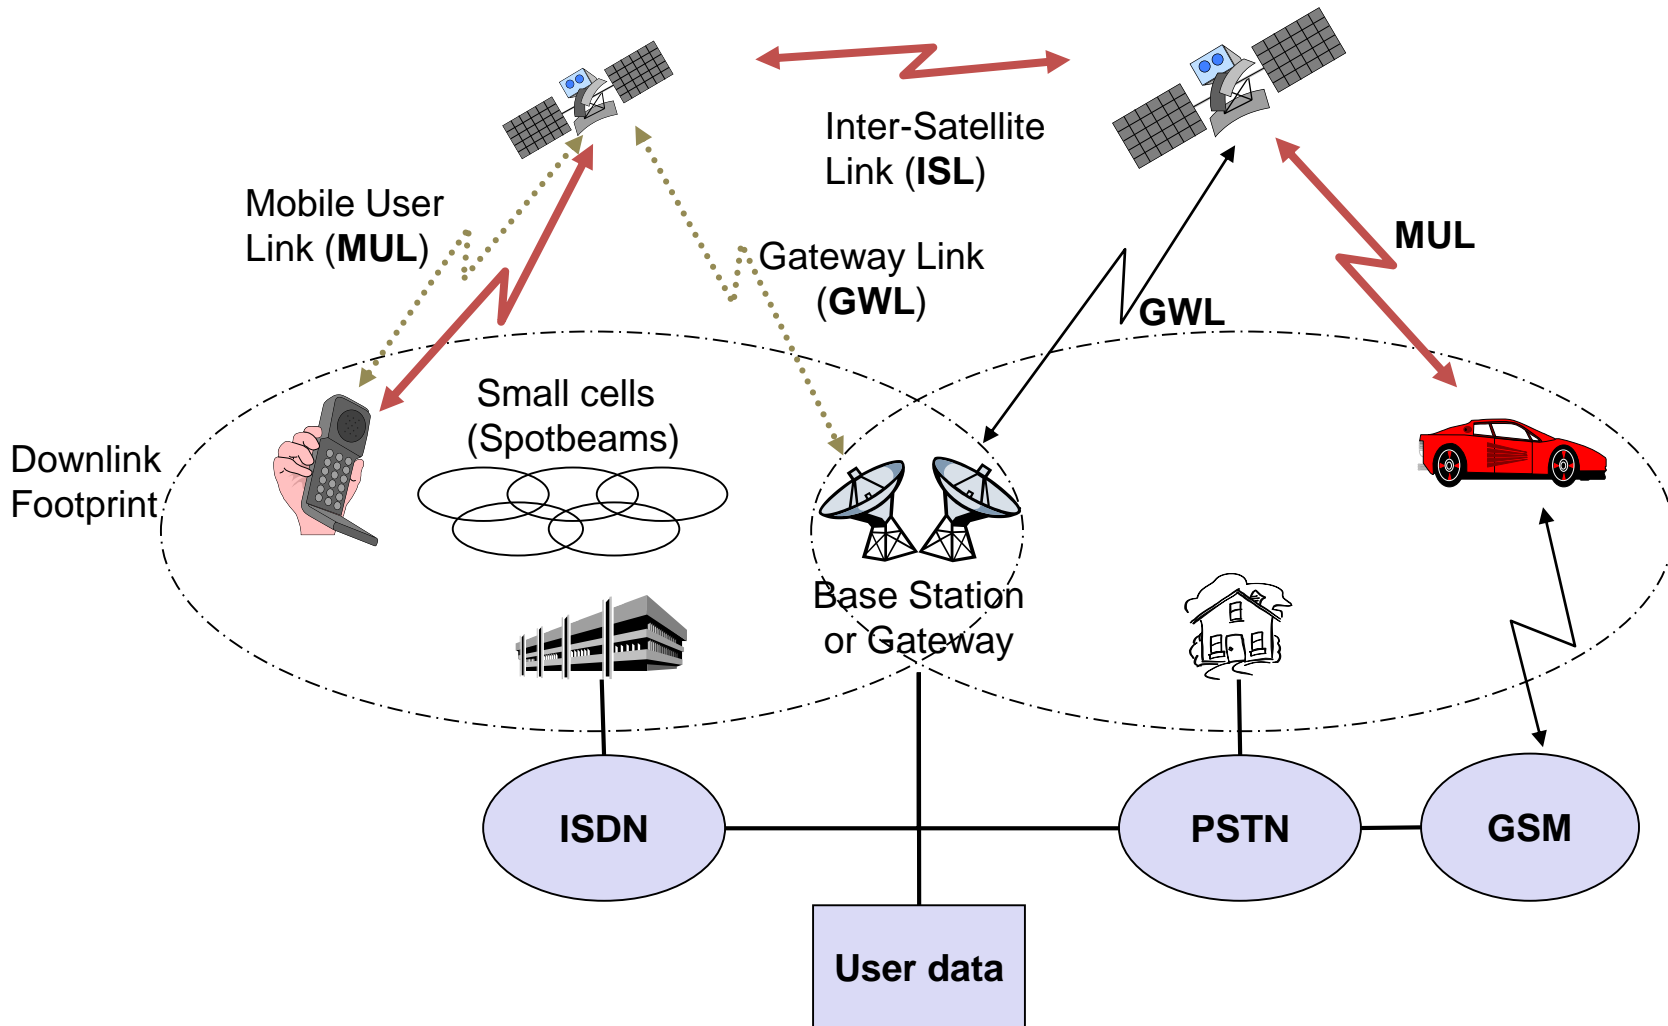 Inter-Satellite
Link (ISL)
Mobile User
Link (MUL)
MUL
Gateway Link
(GWL)
GWL
Small cells
(Spotbeams)
Downlink
Footprint
Base Station
or Gateway
ISDN
PSTN
GSM
User data